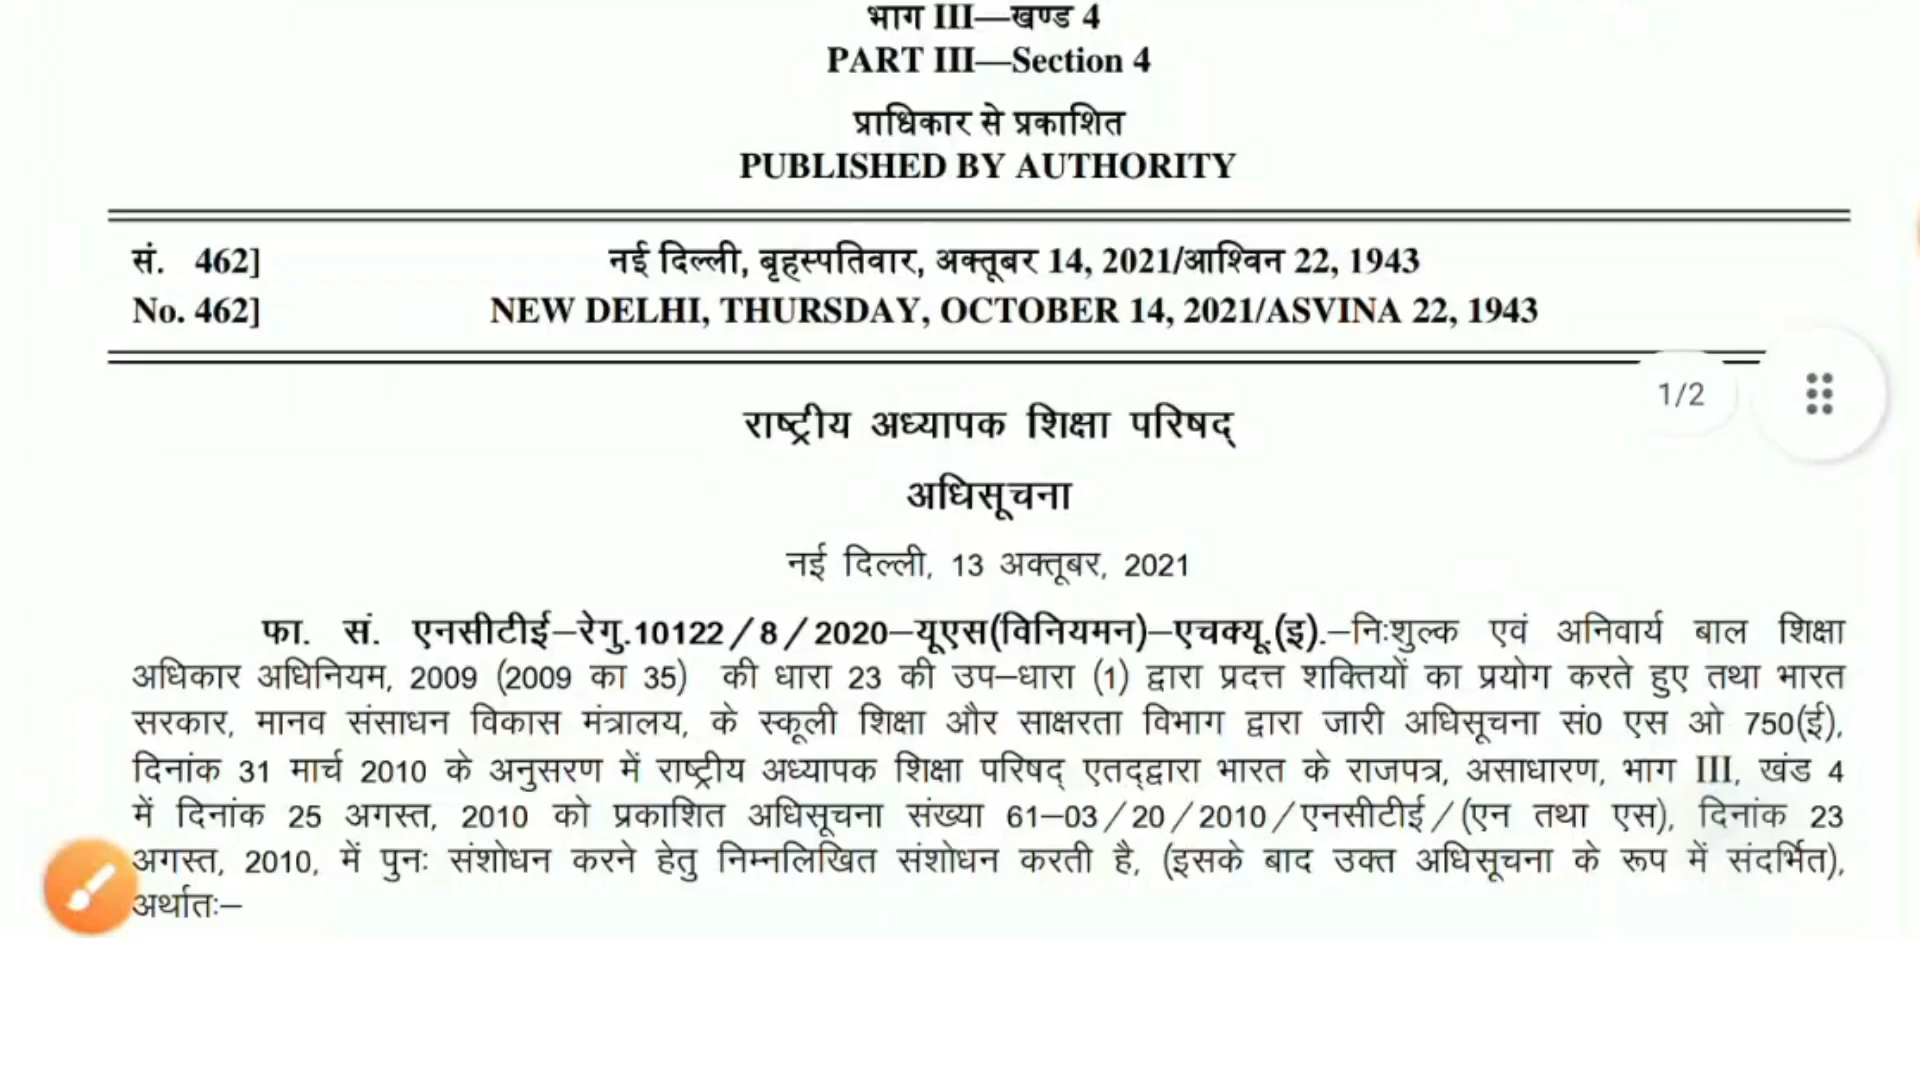 भाग III—खण्ड 4
PART III—Section 4
प्राधिकार से प्रकाशित
PUBLISHED BY AUTHORITY
सं. 462] नई दिल्ली, बृहस्पतिवार, अक्तूबर 14, 2021/आश्विन 22, 1943
No. 462] NEW DELHI, THURSDAY, OCTOBER 14, 2021/ASVINA 22, 1943
1/2
राष्ट्रीय अध्यापक शिक्षा परिषद्
अधिसूचना
नई दिल्ली, 13 अक्तूबर, 2021
फा. सं. एनसीटीई–रेगु.10122/8/2020–यूएस(विनियमन)–एचक्यू.(इ).–निःशुल्क एवं अनिवार्य बाल शिक्षा
अधिकार अधिनियम, 2009 (2009 का 35) की धारा 23 की उप–धारा (1) द्वारा प्रदत्त शक्तियों का प्रयोग करते हुए तथा भारत
सरकार, मानव संसाधन विकास मंत्रालय, के स्कूली शिक्षा और साक्षरता विभाग द्वारा जारी अधिसूचना सं0 एस ओ 750(ई),
दिनांक 31 मार्च 2010 के अनुसरण में राष्ट्रीय अध्यापक शिक्षा परिषद् एतद्द्वारा भारत के राजपत्र, असाधारण, भाग III, खंड 4
में दिनांक 25 अगस्त, 2010 को प्रकाशित अधिसूचना संख्या 61–03/20/2010/एनसीटीई/(एन तथा एस), दिनांक 23
अगस्त, 2010, में पुनः संशोधन करने हेतु निम्नलिखित संशोधन करती है, (इसके बाद उक्त अधिसूचना के रूप में संदर्भित),
अर्थातः–